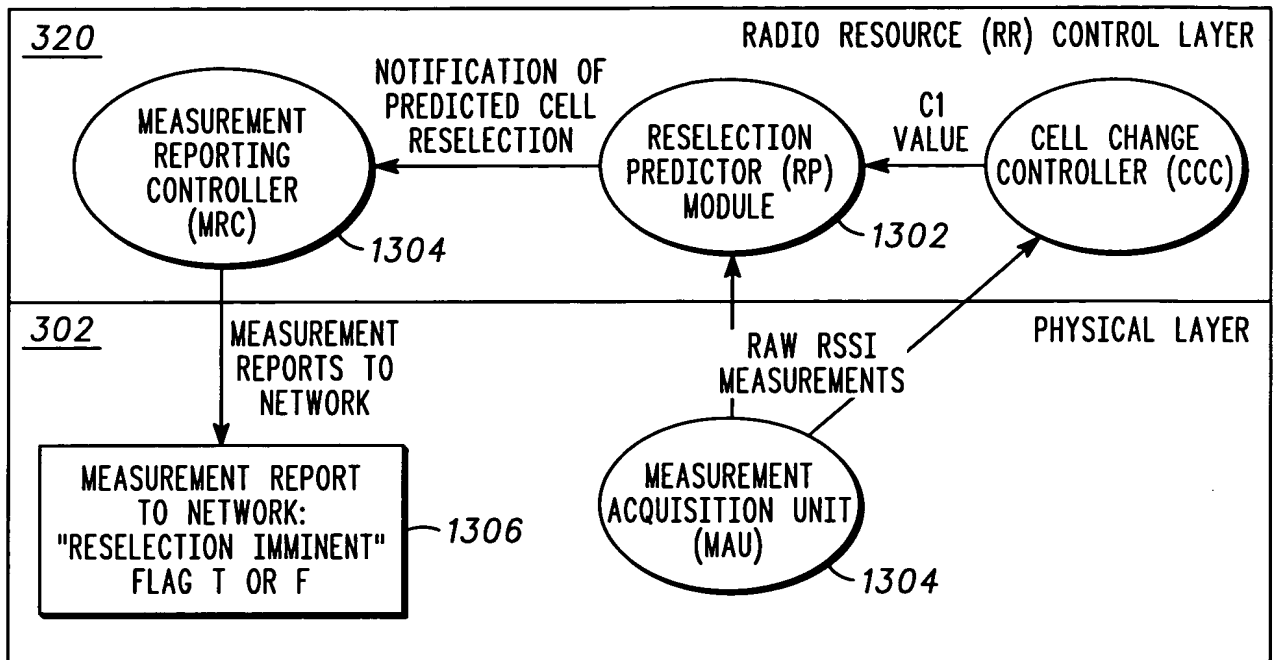 320
RADIO RESOURCE (RR) CONTROL LAYER
MEASUREMENT
REPORTING
CONTROLLER
(MRC)
1304
NOTIFICATION OF
PREDICTED CELL
RESELECTION
RESELECTION
PREDICTOR (RP)
MODULE
1302
C1
VALUE
CELL CHANGE
CONTROLLER (CCC)
302
PHYSICAL LAYER
MEASUREMENT
REPORTS TO
NETWORK
RAW RSSI
MEASUREMENTS
MEASUREMENT REPORT
TO NETWORK:
"RESELECTION IMMINENT"
FLAG T OR F
1306
MEASUREMENT
ACQUISITION UNIT
(MAU)
1304